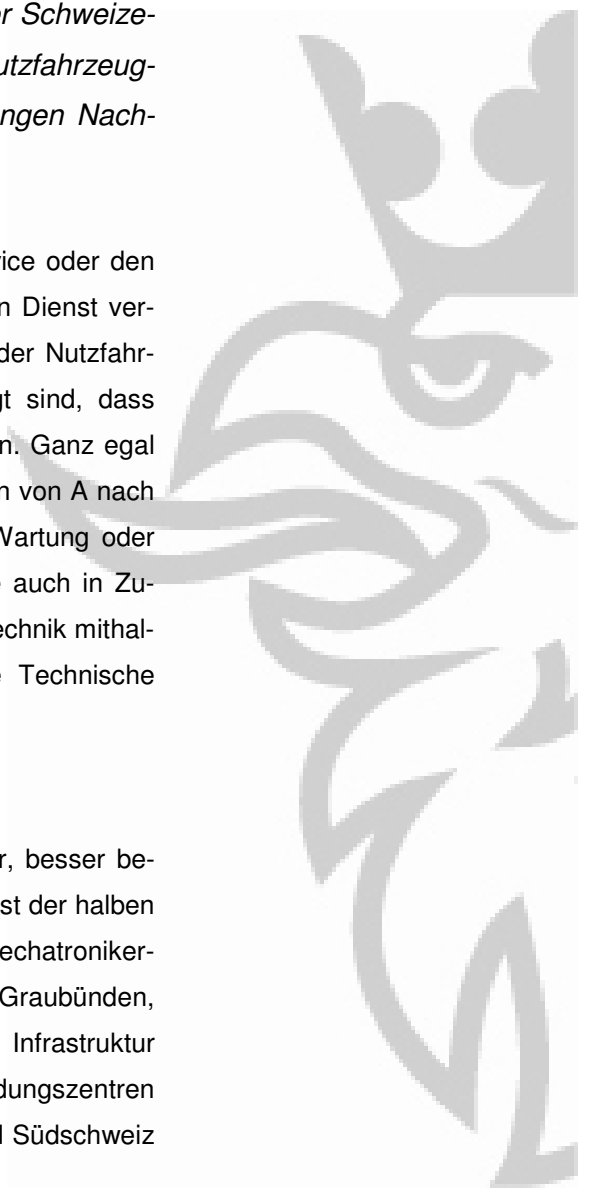 r Schweize-
utzfahrzeug-
ngen Nach-
vice oder den
n Dienst ver-
der Nutzfahr-
gt sind, dass
n. Ganz egal
n von A nach
Wartung oder
e auch in Zu-
echnik mithal-
e Technische
r, besser be-
st der halben
echatroniker-
Graubünden,
Infrastruktur
dungszentren
d Südschweiz